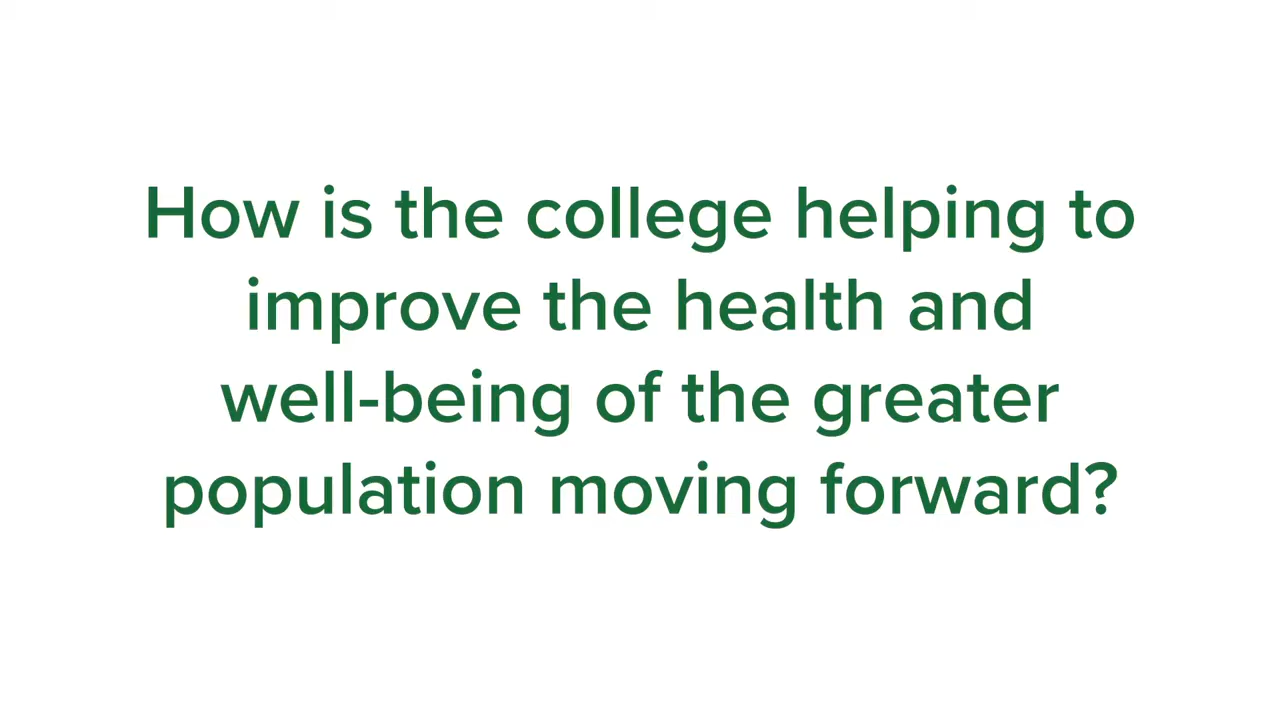 How is the college helping to
improve the health and
well-being of the greater
population moving forward?